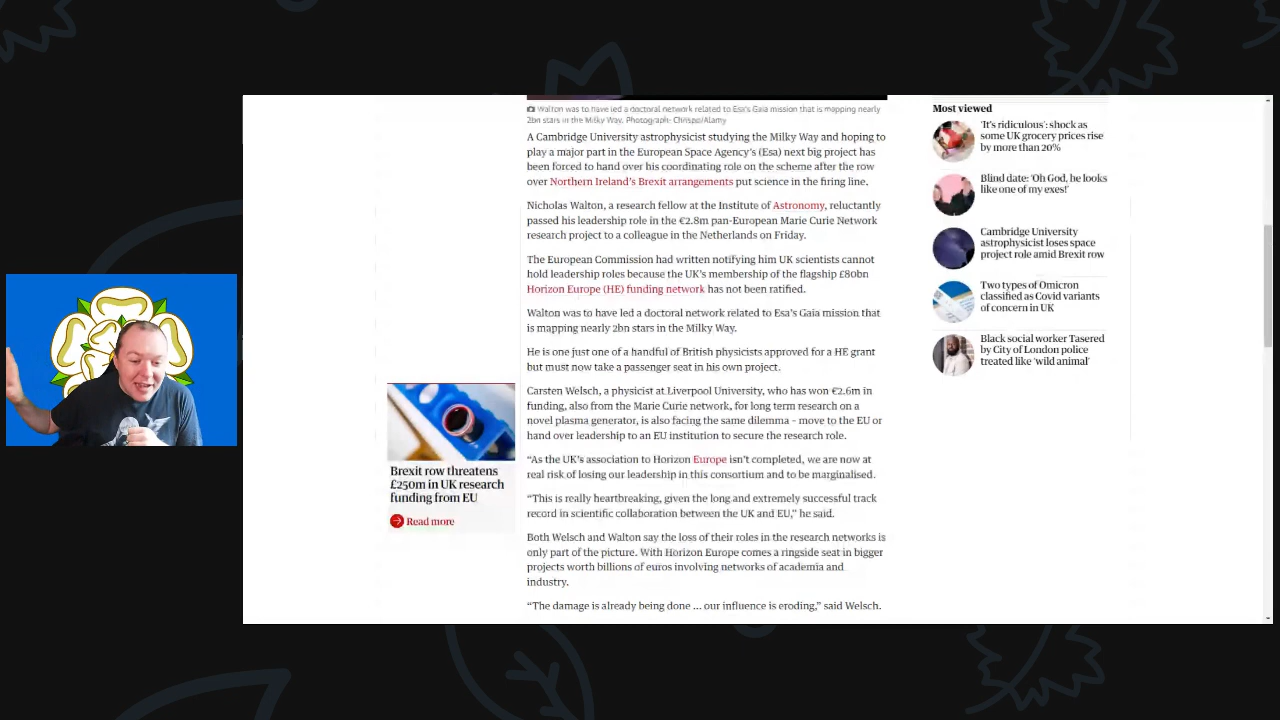 Walton was to have led a doctoral network related to Esa's Gaia mission that is mapping nearly
2bn stars in the Milky Way. Photograph: Chrispo/Alamy
A Cambridge University astrophysicist studying the Milky Way and hoping to
play a major part in the European Space Agency's (Esa) next big project has
been forced to hand over his coordinating role on the scheme after the row
over Northern Ireland's Brexit arrangements put science in the firing line.
Nicholas Walton, a research fellow at the Institute of Astronomy, reluctantly
passed his leadership role in the €2.8m pan-European Marie Curie Network
research project to a colleague in the Netherlands on Friday.
The European Commission had written notifying him UK scientists cannot
hold leadership roles because the UK's membership of the flagship £80bn
Horizon Europe (HE) funding network has not been ratified.
Walton was to have led a doctoral network related to Esa's Gaia mission that
is mapping nearly 2bn stars in the Milky Way.
He is one just one of a handful of British physicists approved for a HE grant
but must now take a passenger seat in his own project.
Carsten Welsch, a physicist at Liverpool University, who has won €2.6m in
funding, also from the Marie Curie network, for long term research on a
novel plasma generator, is also facing the same dilemma – move to the EU or
hand over leadership to an EU institution to secure the research role.
“As the UK's association to Horizon Europe isn't completed, we are now at
real risk of losing our leadership in this consortium and to be marginalised.
“This is really heartbreaking, given the long and extremely successful track
record in scientific collaboration between the UK and EU,” he said.
Both Welsch and Walton say the loss of their roles in the research networks is
only part of the picture. With Horizon Europe comes a ringside seat in bigger
projects worth billions of euros involving networks of academia and
industry.
“The damage is already being done ... our influence is eroding,” said Welsch.
Brexit row threatens
£250m in UK research
funding from EU
Read more
Most viewed
'It's ridiculous': shock as
some UK grocery prices rise
by more than 20%
Blind date: 'Oh God, he looks
like one of my exes!'
Cambridge University
astrophysicist loses space
project role amid Brexit row
Two types of Omicron
classified as Covid variants
of concern in UK
Black social worker Tasered
by City of London police
treated like 'wild animal'